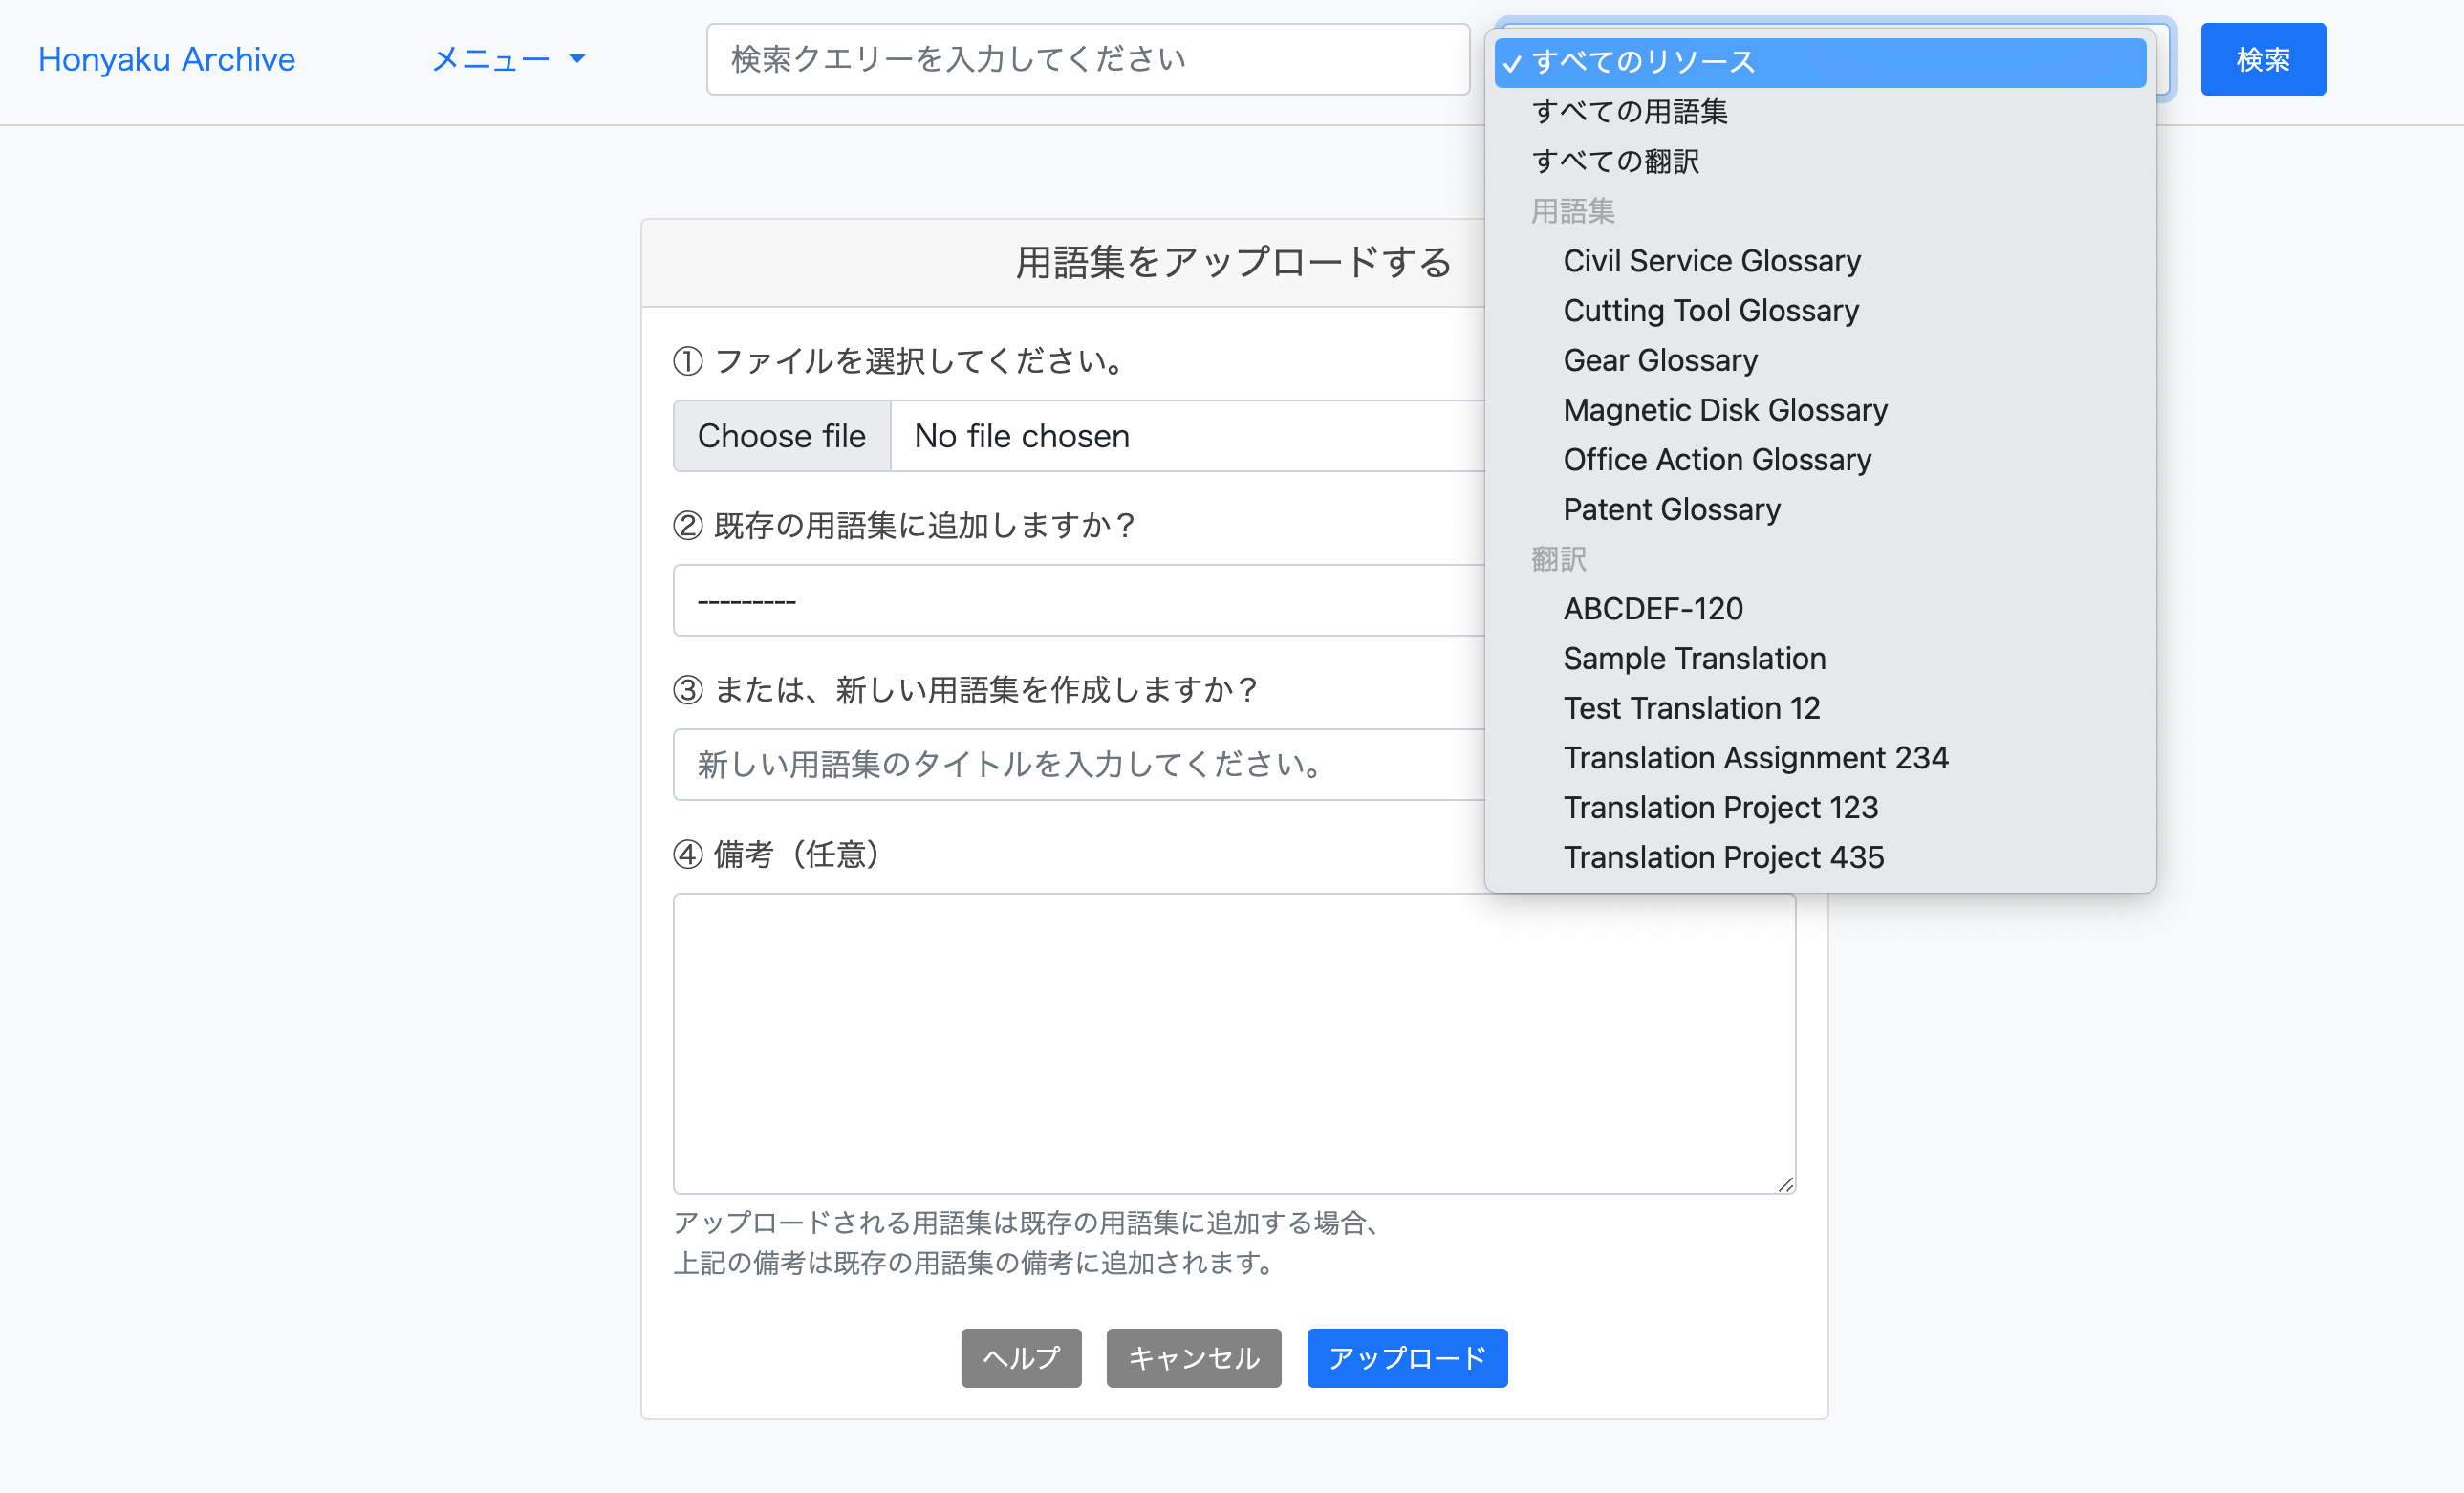 Honyaku Archive
メニュー
検索クエリーを入力してください
検索
すべてのリソース
すべての用語集
すべての翻訳
用語集
Civil Service Glossary
Cutting Tool Glossary
Gear Glossary
Magnetic Disk Glossary
Office Action Glossary
Patent Glossary
翻訳
ABCDEF-120
Sample Translation
Test Translation 12
Translation Assignment 234
Translation Project 123
Translation Project 435
用語集をアップロードする
① ファイルを選択してください。
Choose file No file chosen
② 既存の用語集に追加しますか？
---------
③ または、新しい用語集を作成しますか？
新しい用語集のタイトルを入力してください。
④ 備考（任意）
アップロードされる用語集は既存の用語集に追加する場合、
上記の備考は既存の用語集の備考に追加されます。
ヘルプ キャンセル アップロード